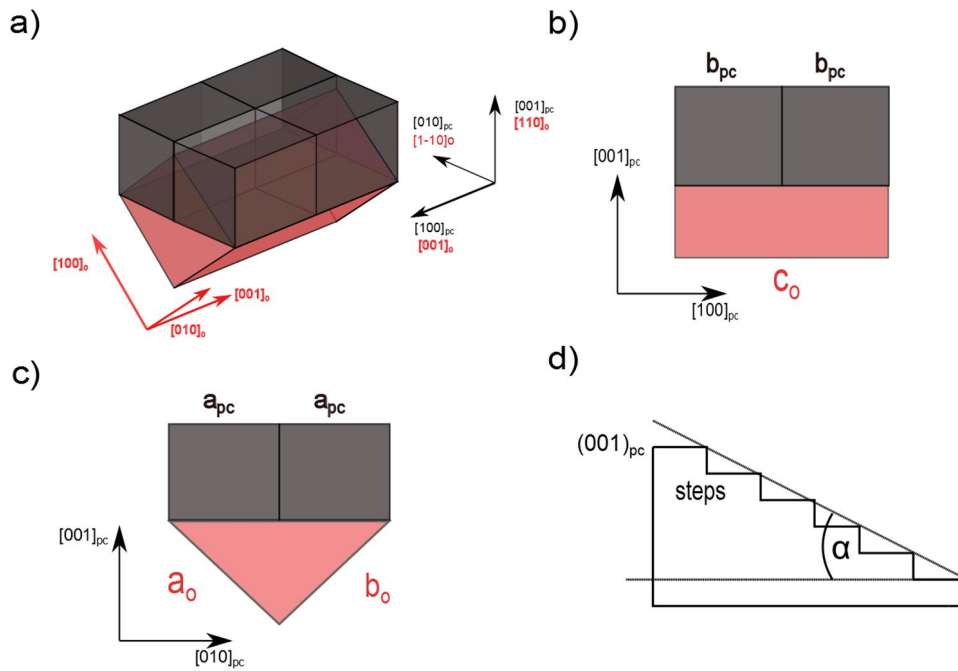 a)
[010]pc
[1-10]o
[001]pc
[110]o
[100]pc
[001]o
[100]o
[001]o
[010]o
b)
bpc bpc
[001]pc
co
[100]pc
c)
apc apc
[001]pc
ao bo
[010]pc
d)
(001)pc
steps
α